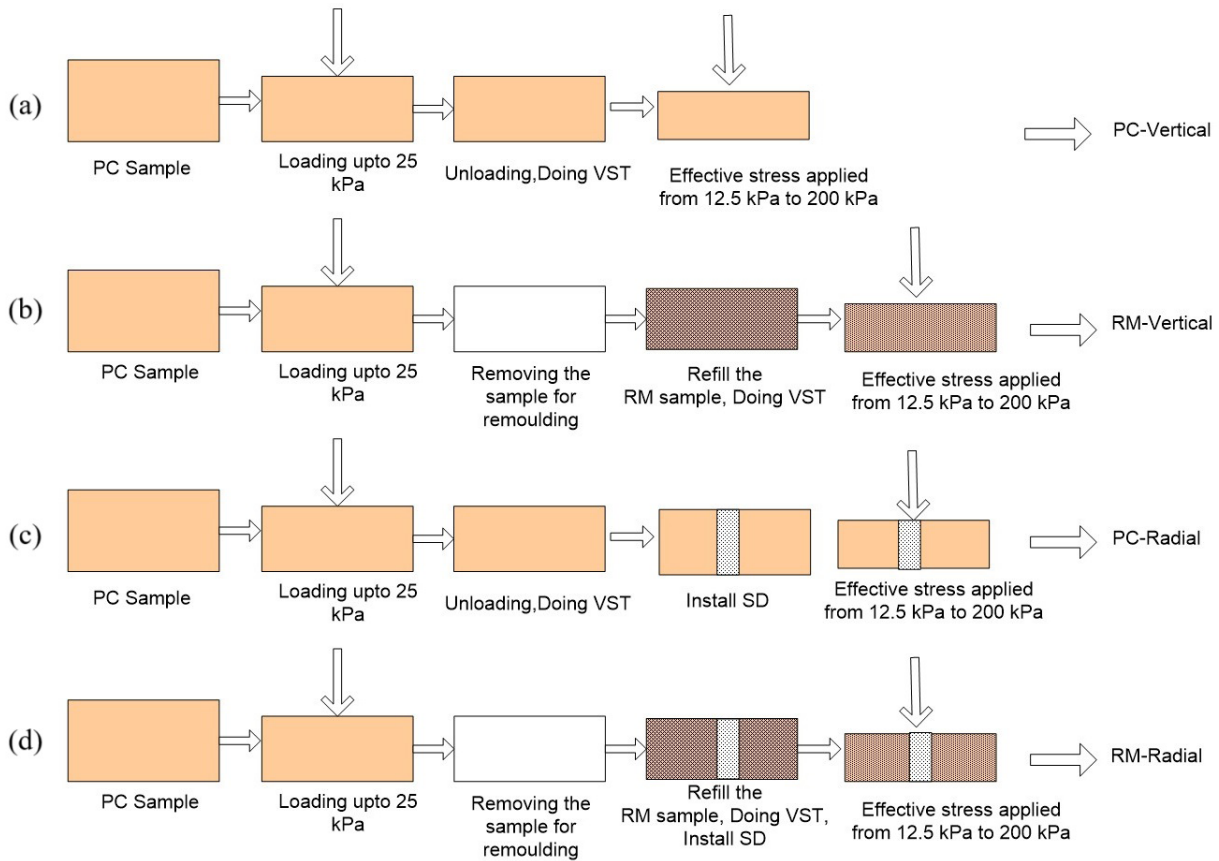 (a)
PC Sample
Loading upto 25
kPa
Unloading,Doing VST
Effective stress applied
from 12.5 kPa to 200 kPa
PC-Vertical
(b)
PC Sample
Loading upto 25
kPa
Removing the
sample for
remoulding
Refill the
RM sample, Doing VST
Effective stress applied
from 12.5 kPa to 200 kPa
RM-Vertical
(c)
PC Sample
Loading upto 25
kPa
Unloading,Doing VST
Install SD
Effective stress applied
from 12.5 kPa to 200 kPa
PC-Radial
(d)
PC Sample
Loading upto 25
kPa
Removing the
sample for
remoulding
Refill the
RM sample, Doing VST,
Install SD
Effective stress applied
from 12.5 kPa to 200 kPa
RM-Radial